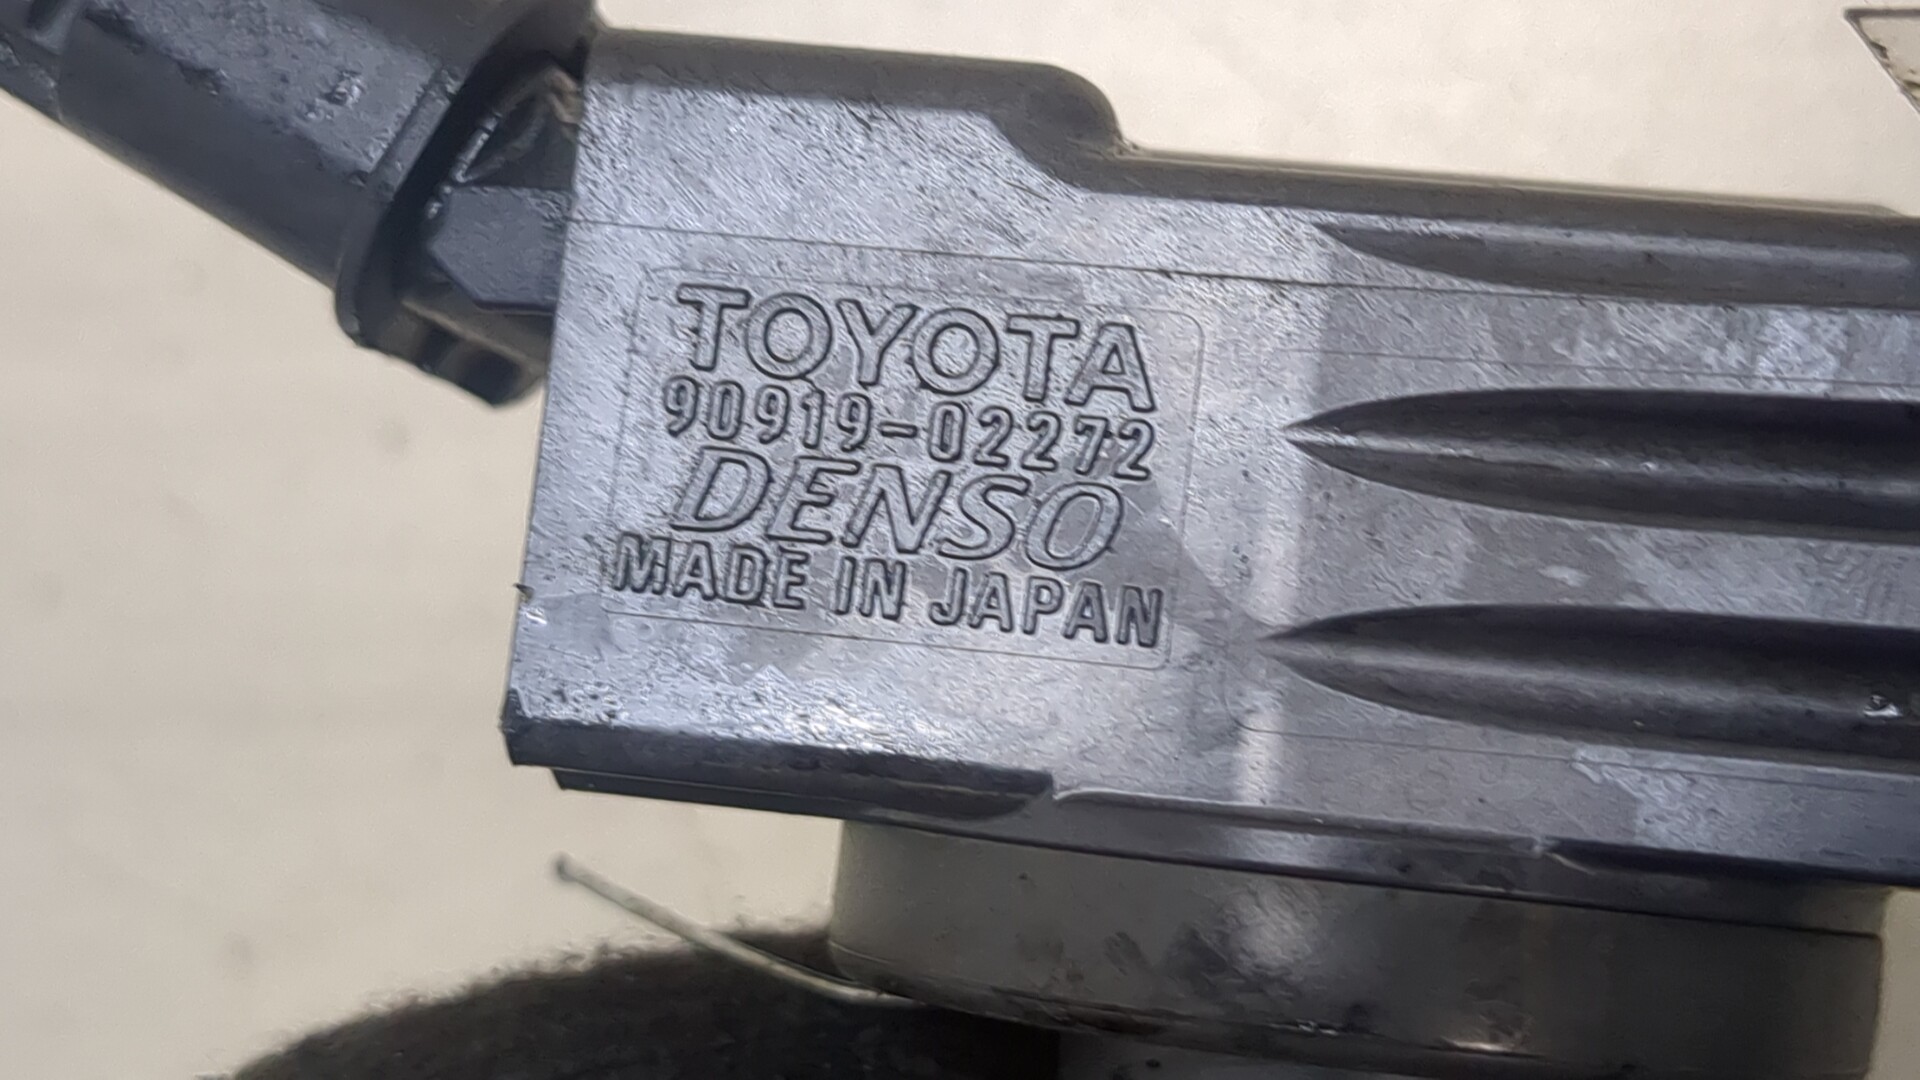 TOYOTA
90919-02272
DENSO
MADE IN JAPAN